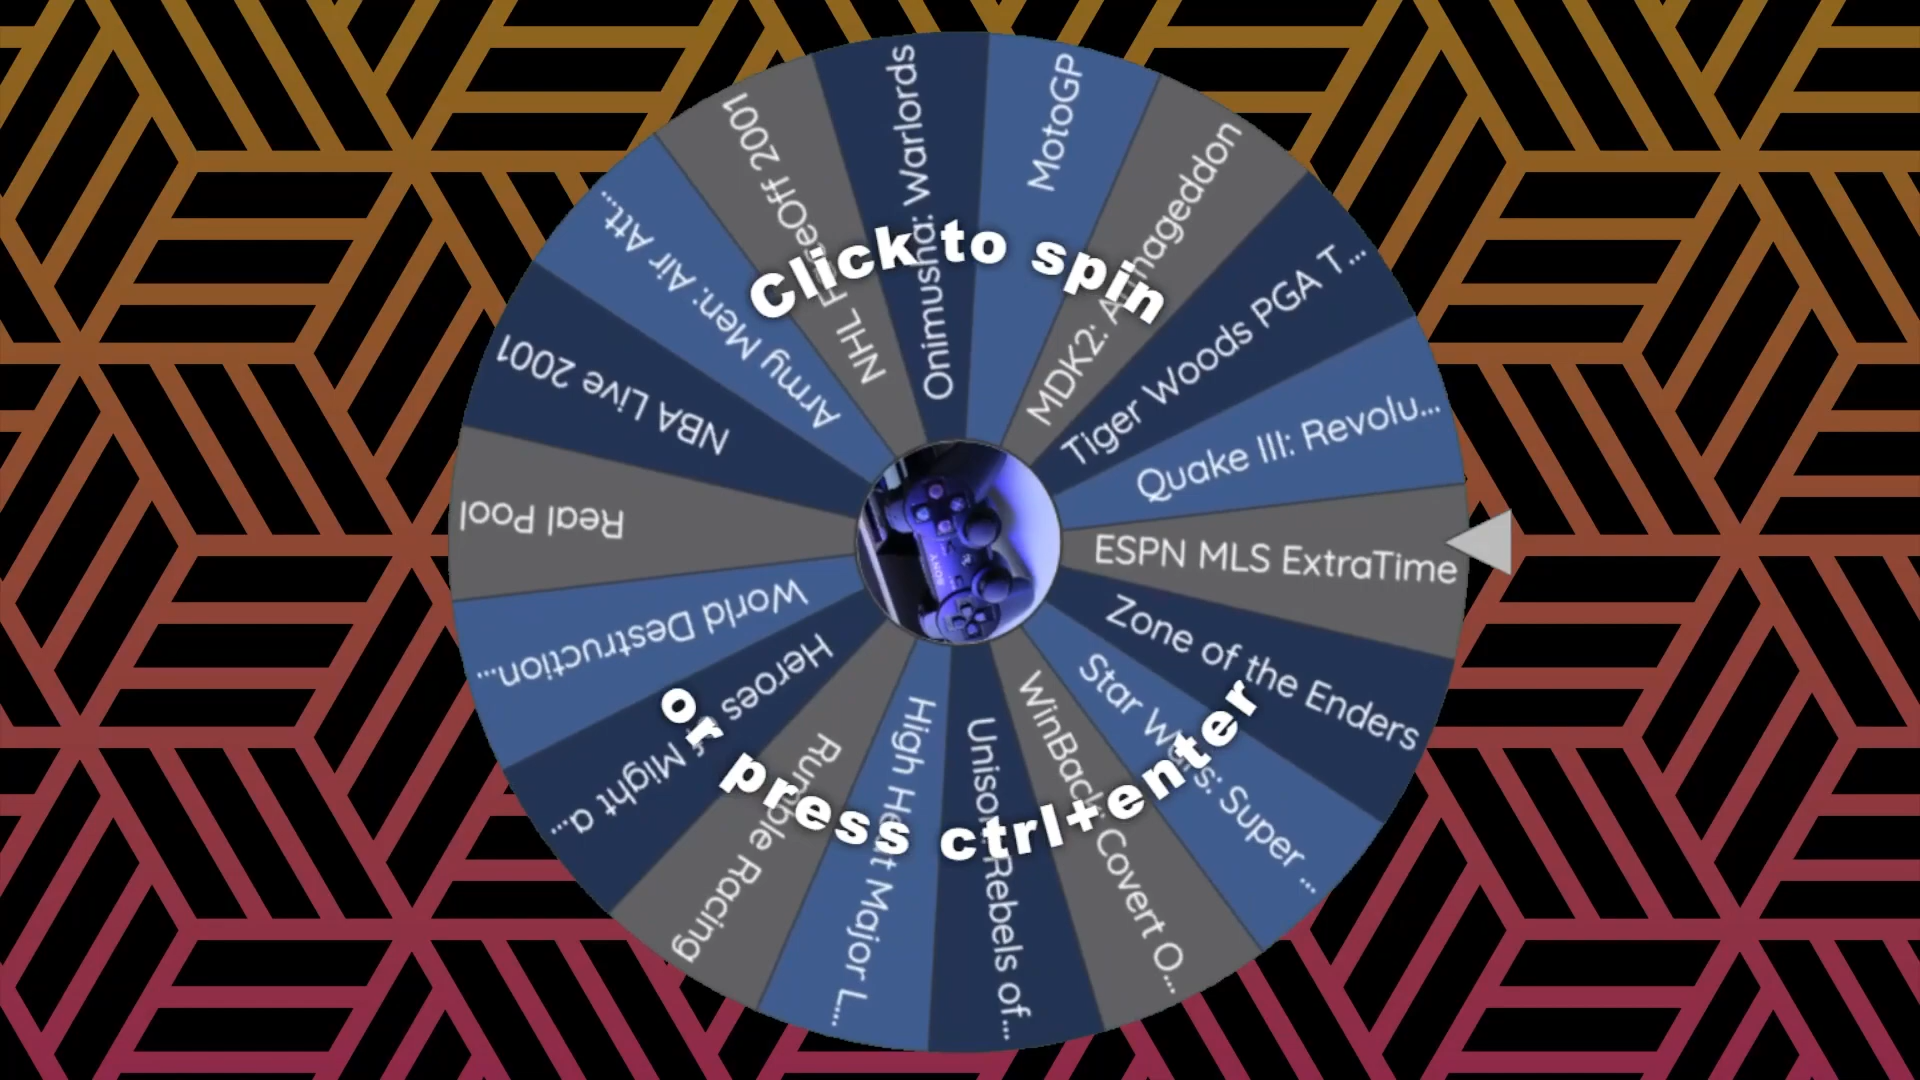 Click to spin
or press ctrl+enter
Onimusha: Warlords
MotoGP
MDK2: Armageddon
Tiger Woods PGA T...
Quake III: Revolu...
ESPN MLS ExtraTime
Zone of the Enders
Star Wars: Super ...
WinBack: Covert O...
Unison: Rebels of...
High Heat Major L...
Rumble Racing
Heroes of Might a...
World Destruction...
Real Pool
NBA Live 2001
Army Men: Air Att...
NHL FaceOff 2001
SONY